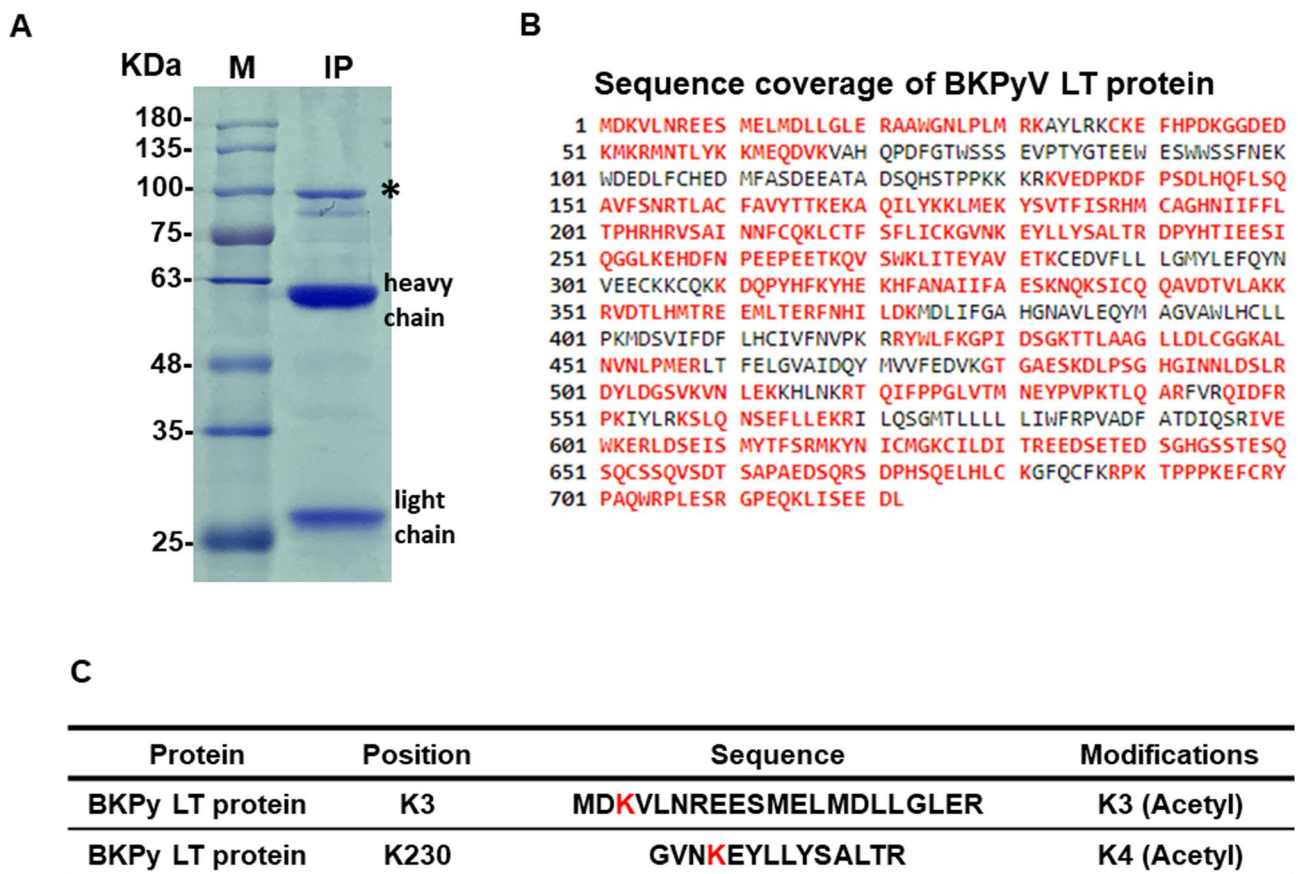 A
KDa M IP
180-
135-
100- *
75-
63- heavy
chain
48-
35-
light
chain
25-
B
Sequence coverage of BKPyV LT protein
1 MDKVLNREES MELMDLLGLE RAAWGNLPLM RKAYLRKCKE FHPDKGGDED
51 KMKRMNTLYK KMEQDVKVAH QPDFGTWSSS EVPTYGTEEW ESWWSSFNEK
101 WDEDLFCHED MFASDEEATA DSQHSTPPKK KRKVEDPKDF PSDLHQFLSQ
151 AVFSNRTLAC FAVYTTKEKA QILYKKLMEK YSVTFISRHM CAGHNIIFFL
201 TPHRHRVSAI NNFCQKLCTF SFLICKGVNK EYLLYSALTR DPYHTIEESI
251 QGGLKEHDFN PEEPEETKQV SWKLITEYAV ETKCEDVFLL LGMYLEFQYN
301 VEECKKCQKK DQPYHFKYHE KHFANAIIFA ESKNQKSICQ QAVDTVLAKK
351 RVDTLHMTRE EMLTERFNHI LDKMDLIFGA HGNAVLEQYM AGVAWLHCLL
401 PKMDSVIFDF LHCIVFNVPK RRYWLFKGPI DSGKTTLAAG LLDLCGGKAL
451 NVNLPMERLT FELGVAIDQY MVVFEDVKGT GAESKDLPSG HGINNLDSLR
501 DYLDGSVKVN LEKKHLNKRT QIFPPGLVTM NEYPVPKTLQ ARFVRQIDFR
551 PKIYLRKSLQ NSEFLLEKRI LQSGMTLLLL LIWFRPVADF ATDIQSRIVE
601 WKERLDSEIS MYTFSRMKYN ICMGKCILDI TREEDSETED SGHGSSTESQ
651 SQCSSQVSDT SAPAEDSQRS DPHSQELHLC KGFQCFKRPK TPPPKEFCRY
701 PAQWRPLESR GPEQKLISEE DL
C
Protein Position Sequence Modifications
BKPy LT protein K3 MDKVLNREESMELMDLLGLER K3 (Acetyl)
BKPy LT protein K230 GVNKEYLLYSALTR K4 (Acetyl)